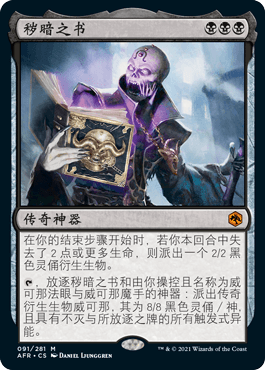 秽暗之书
传奇神器
在你的结束步骤开始时，若你本回合中失
去了2点或更多生命，则派出一个2/2黑
色灵俑衍生生物。
，放逐秽暗之书和由你操控且名称为威
可那法眼与威可那魔手的神器：派出传奇
衍生生物威可那，其为8/8黑色灵俑／神，
且具有不灭与所放逐之牌的所有触发式异
能。
091/281 M
AFR • CS DANIEL LJUNGGREN
™ & © 2021 Wizards of the Coast